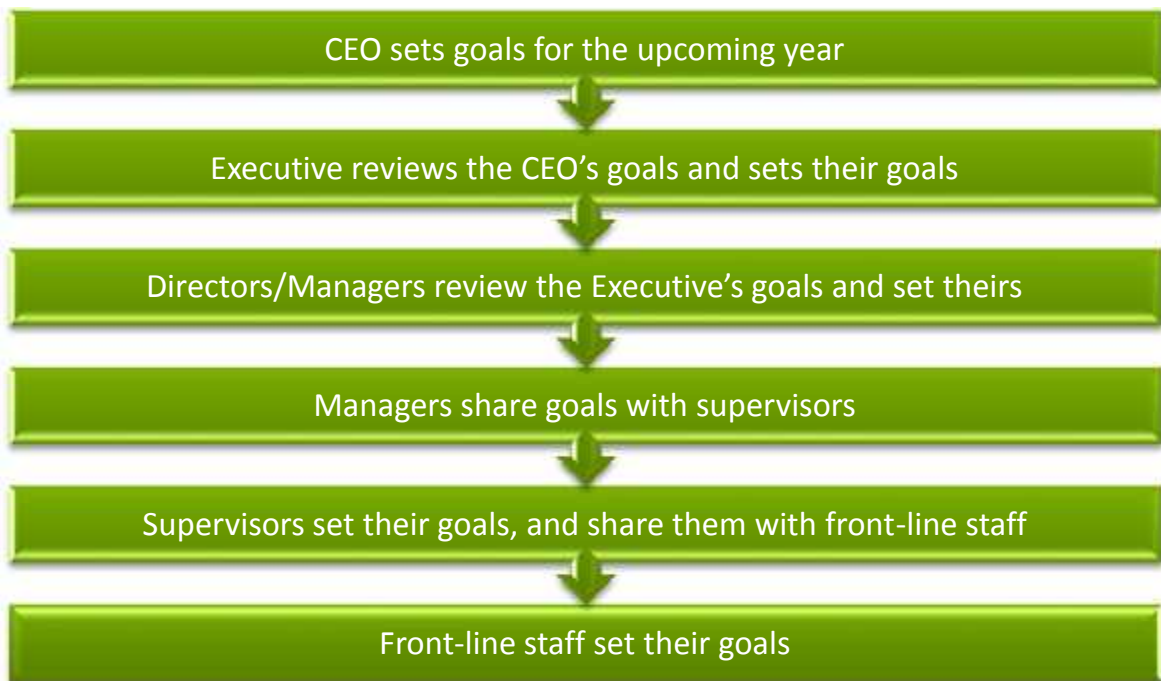 CEO sets goals for the upcoming year
Executive reviews the CEO’s goals and sets their goals
Directors/Managers review the Executive’s goals and set theirs
Managers share goals with supervisors
Supervisors set their goals, and share them with front-line staff
Front-line staff set their goals